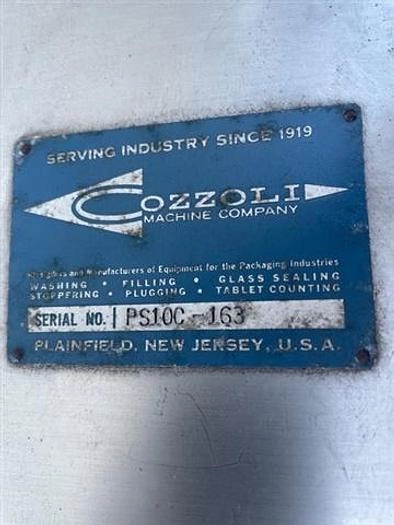 SERVING INDUSTRY SINCE 1919
COZZOLI
MACHINE COMPANY
and Manufacturers of Equipment for the Packaging Industries
WASHING • FILLING • GLASS SEALING
STOPPERING • PLUGGING • TABLET COUNTING
SERIAL NO. PS10C-163
PLAINFIELD, NEW JERSEY, U.S.A.